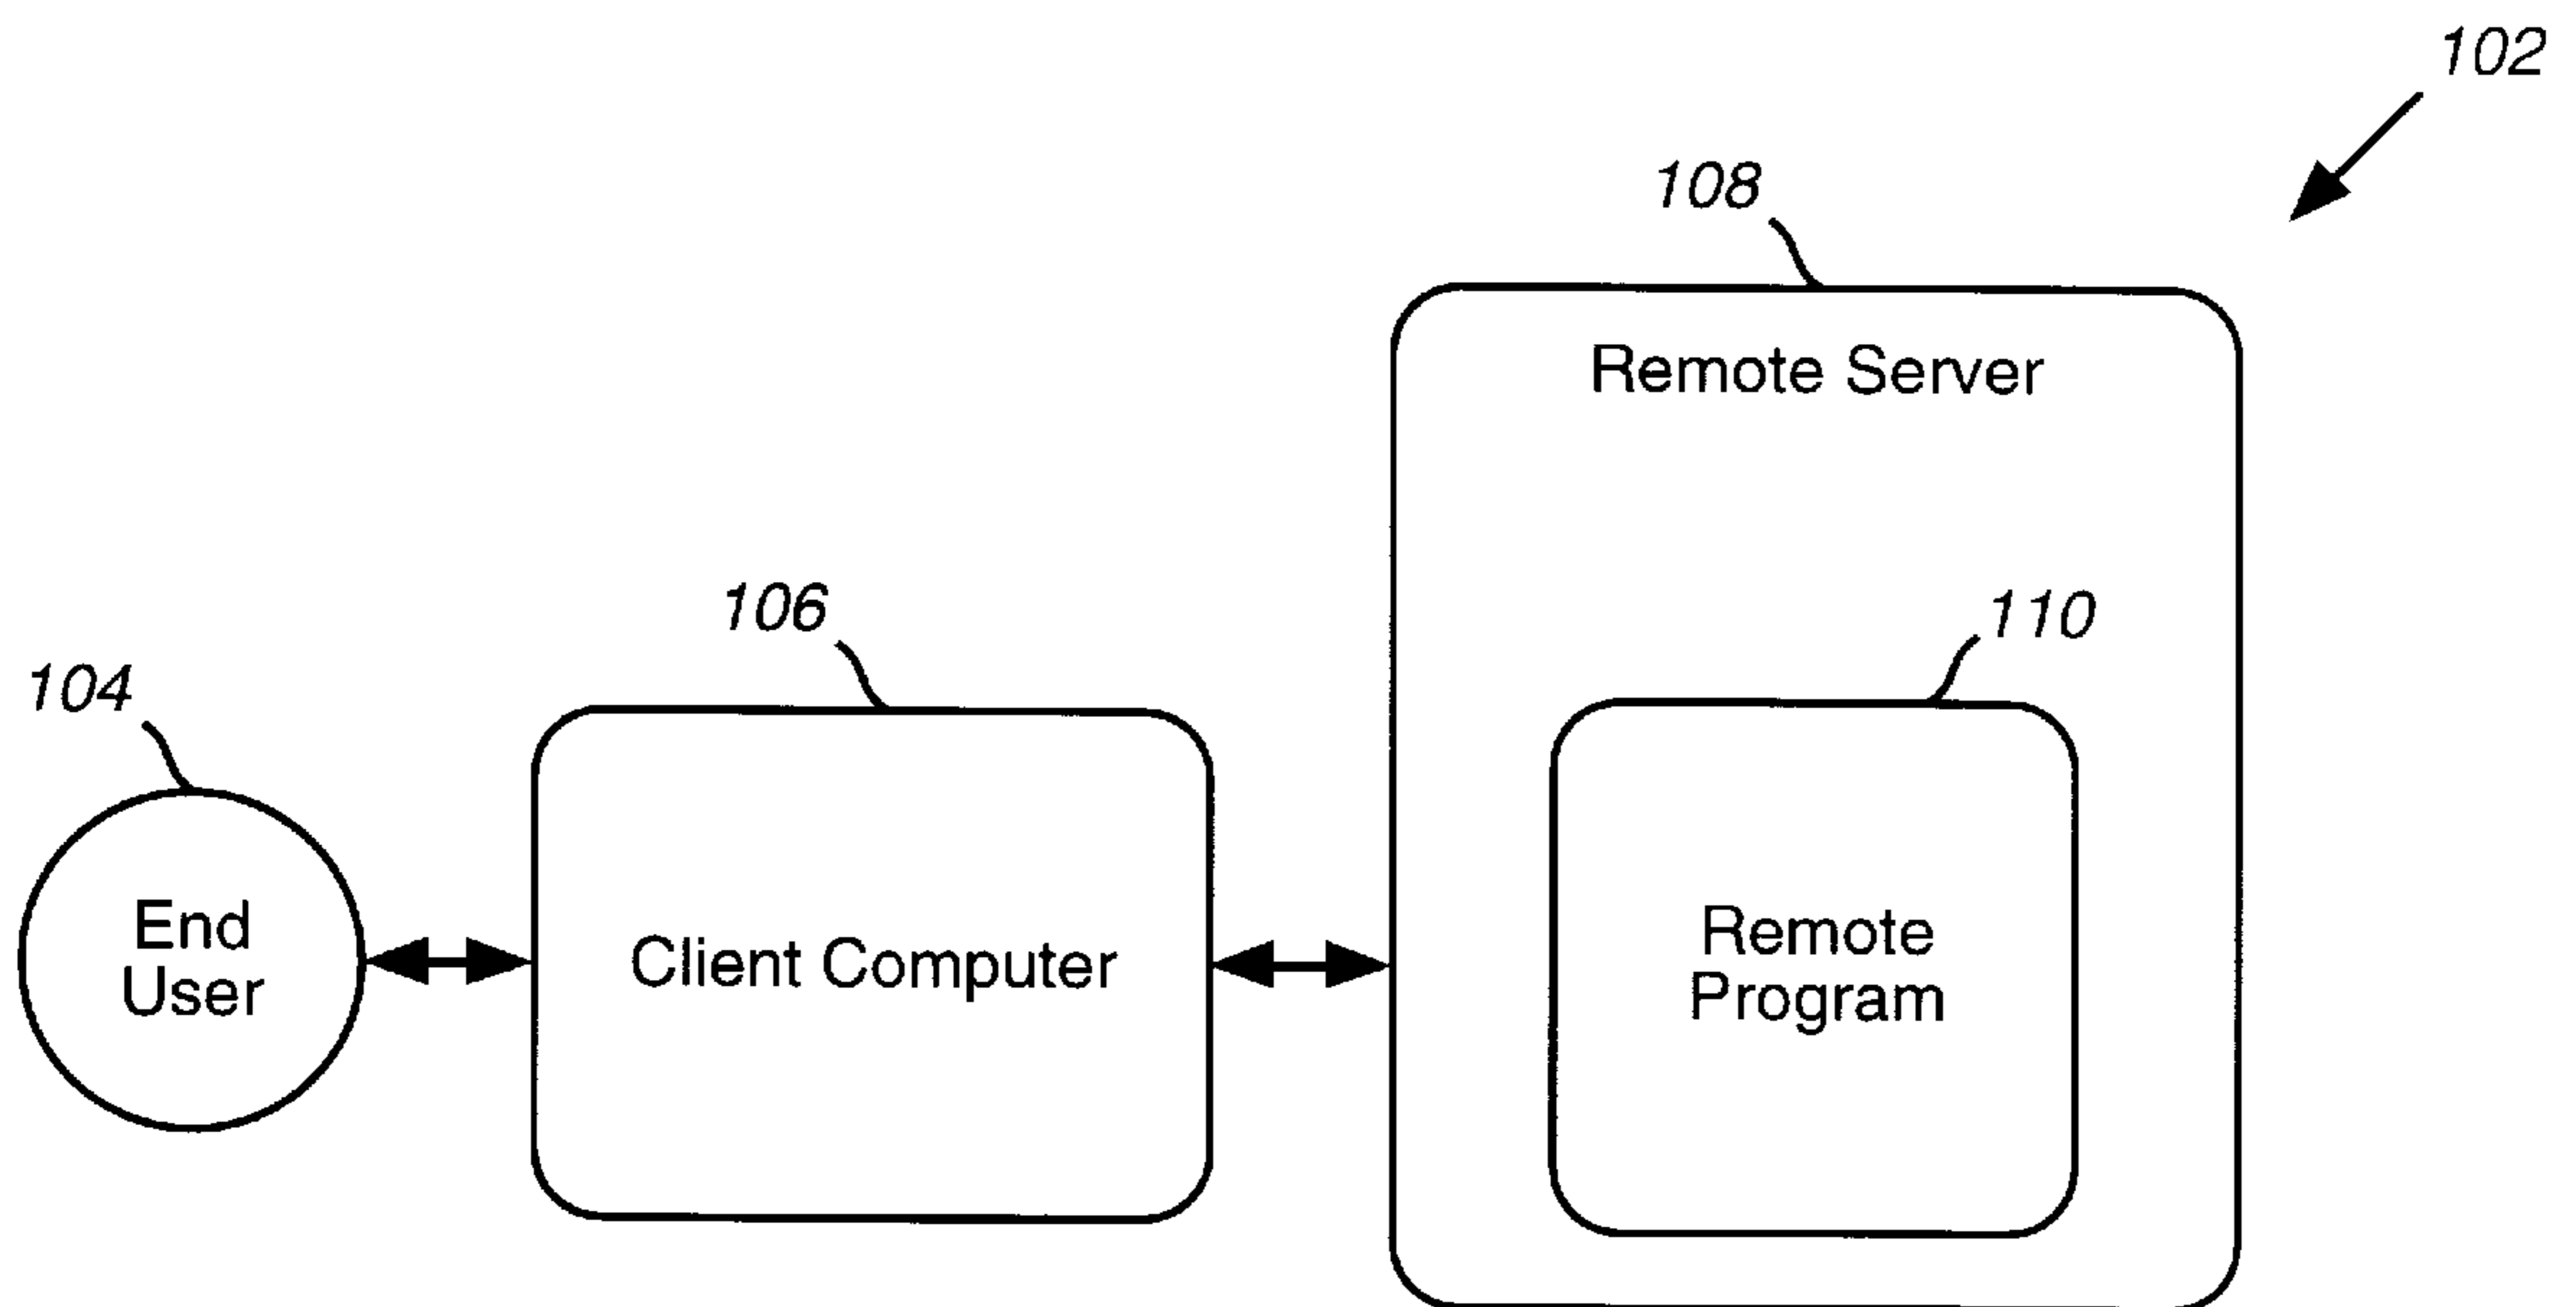 102
108
Remote Server
106
110
104
End
User
Client Computer
Remote
Program